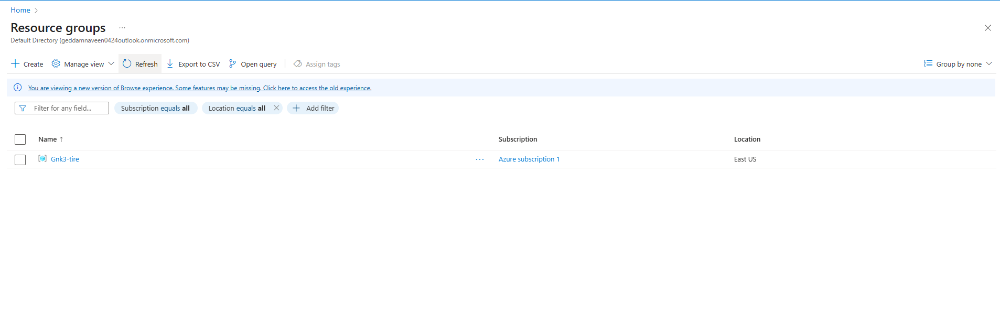 Home >
Resource groups ...
Default Directory (geddamnaveen0424outlook.onmicrosoft.com)
Create Manage view Refresh Export to CSV Open query Assign tags Group by none
You are viewing a new version of Browse experience. Some features may be missing. Click here to access the old experience.
Filter for any field... Subscription equals all Location equals all Add filter
Name ↑ Subscription Location
Gnk3-tire ... Azure subscription 1 East US